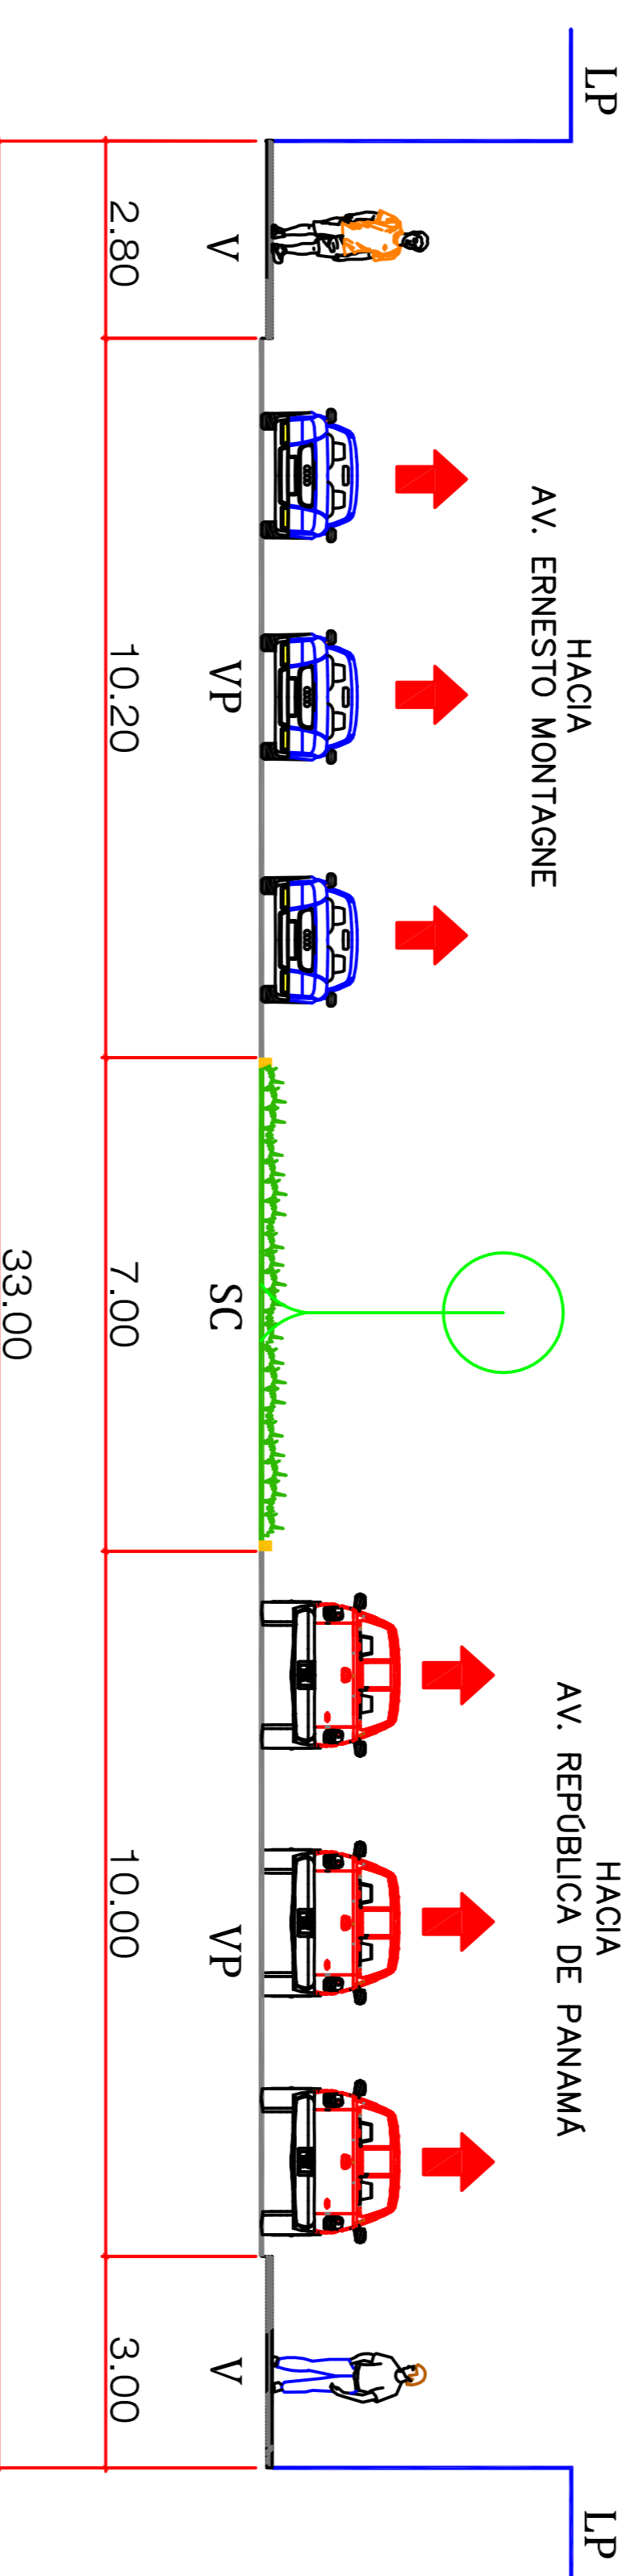 LP
LP
HACIA
AV. ERNESTO MONTAGNE
HACIA
AV. REPÚBLICA DE PANAMÁ
V
VP
SC
VP
V
2.80
10.20
7.00
10.00
3.00
33.00